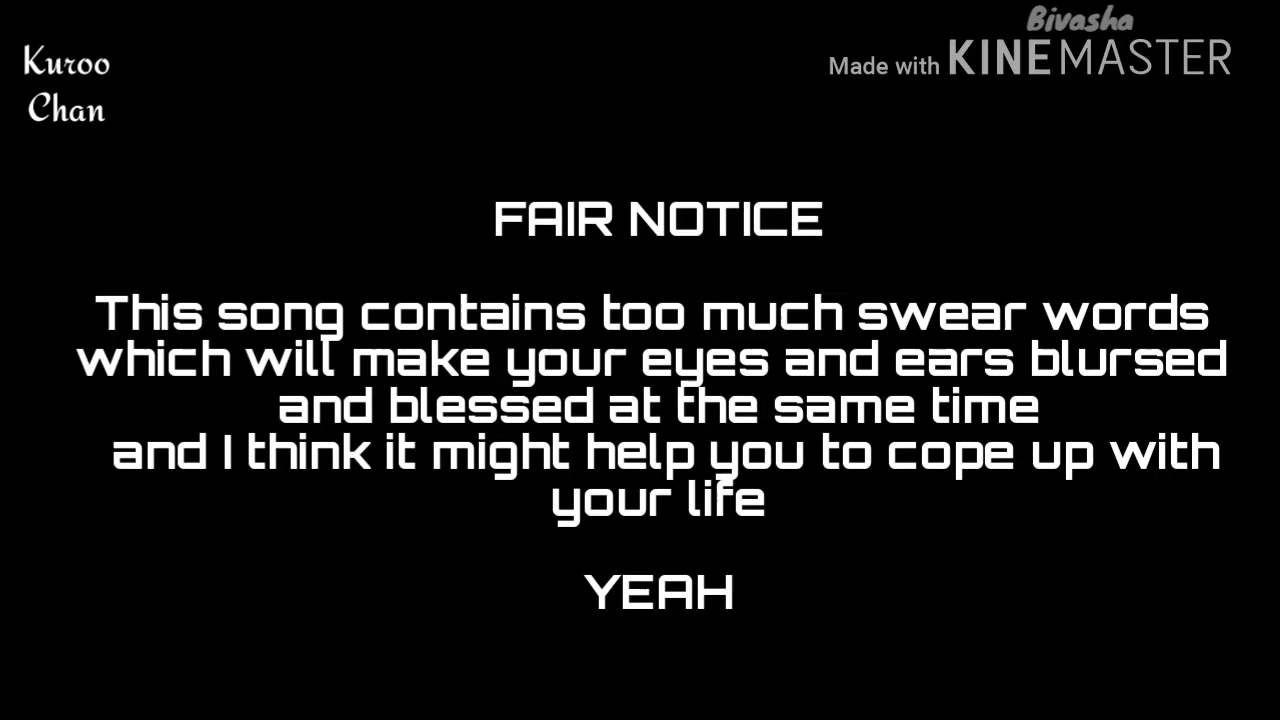 Bivasha
Made with KINEMASTER
Kuroo
Chan
FAIR NOTICE
This song contains too much swear words
which will make your eyes and ears blursed
and blessed at the same time
and I think it might help you to cope up with
your life
YEAH